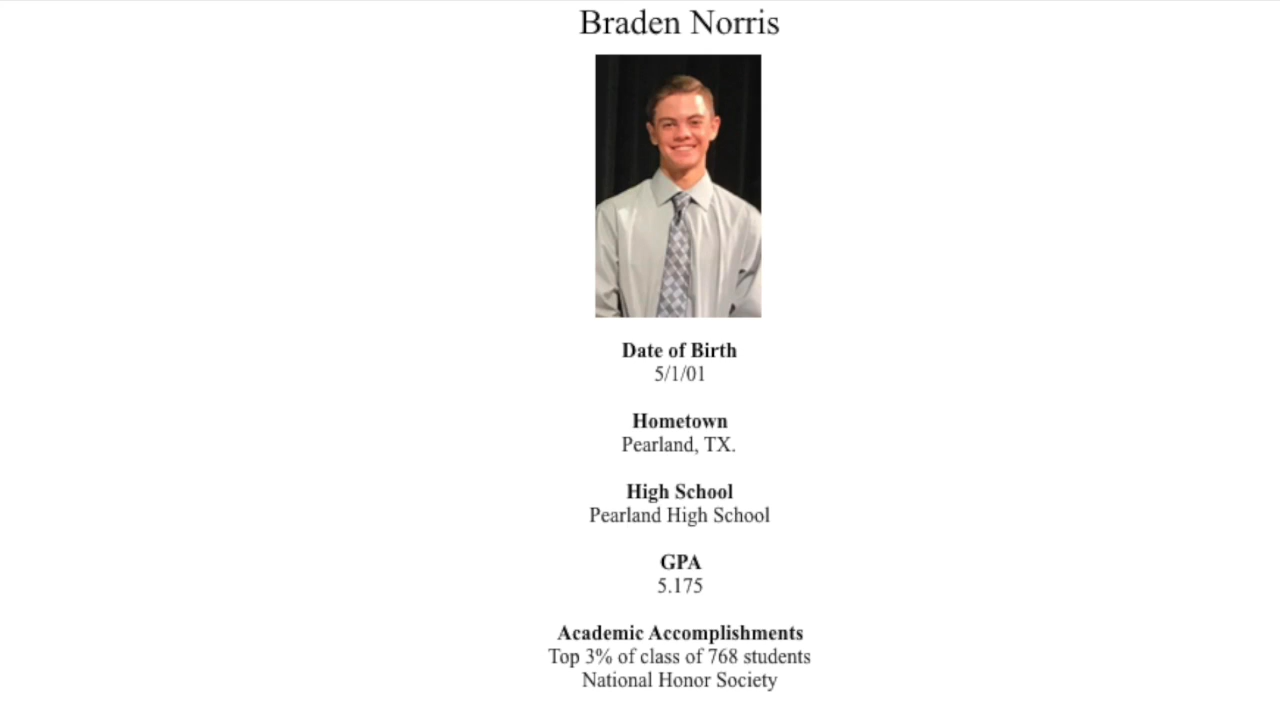 Braden Norris
Date of Birth
5/1/01
Hometown
Pearland, TX.
High School
Pearland High School
GPA
5.175
Academic Accomplishments
Top 3% of class of 768 students
National Honor Society